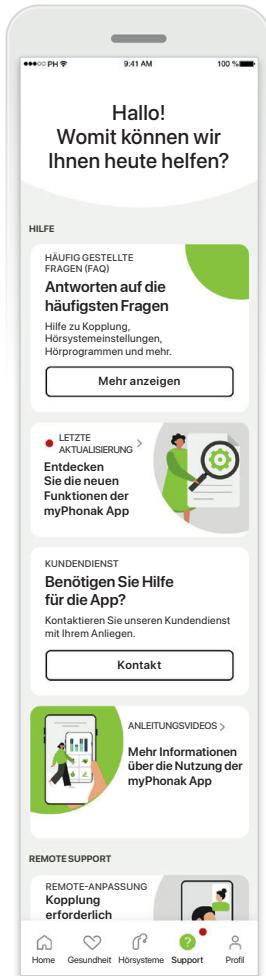 PH
9:41 AM
100 %
Hallo!
Womit können wir
Ihnen heute helfen?
HILFE
HÄUFIG GESTELLTE
FRAGEN (FAQ)
Antworten auf die
häufigsten Fragen
Hilfe zu Kopplung,
Hörsystemeinstellungen,
Hörprogrammen und mehr.
Mehr anzeigen
LETZTE
AKTUALISIERUNG >
Entdecken
Sie die neuen
Funktionen der
myPhonak App
KUNDENDIENST
Benötigen Sie Hilfe
für die App?
Kontaktieren Sie unseren Kundendienst
mit Ihrem Anliegen.
Kontakt
ANLEITUNGSVIDEOS >
Mehr Informationen
über die Nutzung der
myPhonak App
REMOTE SUPPORT
REMOTE-ANPASSUNG
Kopplung
erforderlich
Home Gesundheit Hörsysteme Support Profil